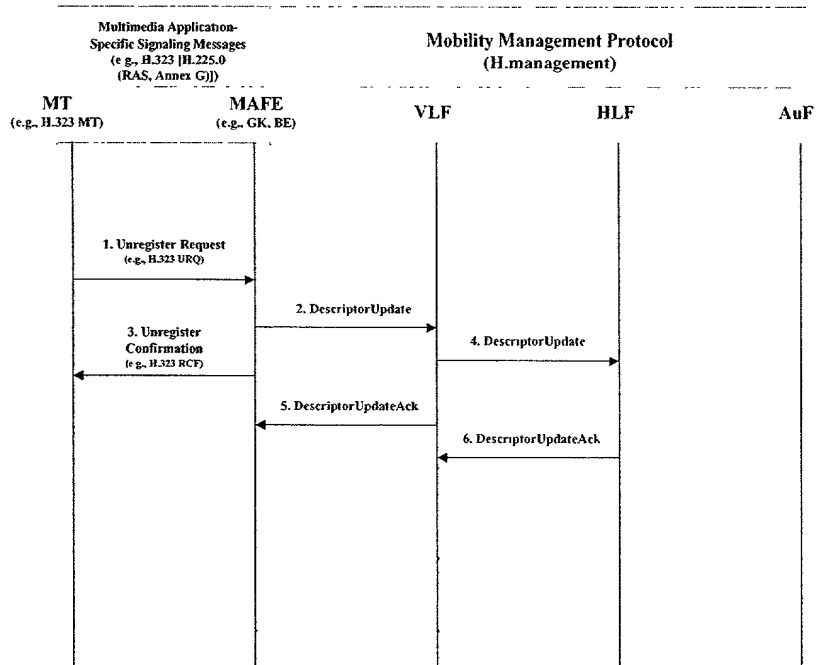 Multimedia Application-
Specific Signaling Messages
(e g., H.323 [H.225.0
(RAS, Annex G)])
Mobility Management Protocol
(H.management)
MT
(e.g., H.323 MT)
MAFE
(e.g., GK, BE)
VLF
HLF
AuF
1. Unregister Request
(e.g., H.323 URQ)
2. DescriptorUpdate
3. Unregister
Confirmation
(e g., H.323 RCF)
4. DescriptorUpdate
5. DescriptorUpdateAck
6. DescriptorUpdateAck